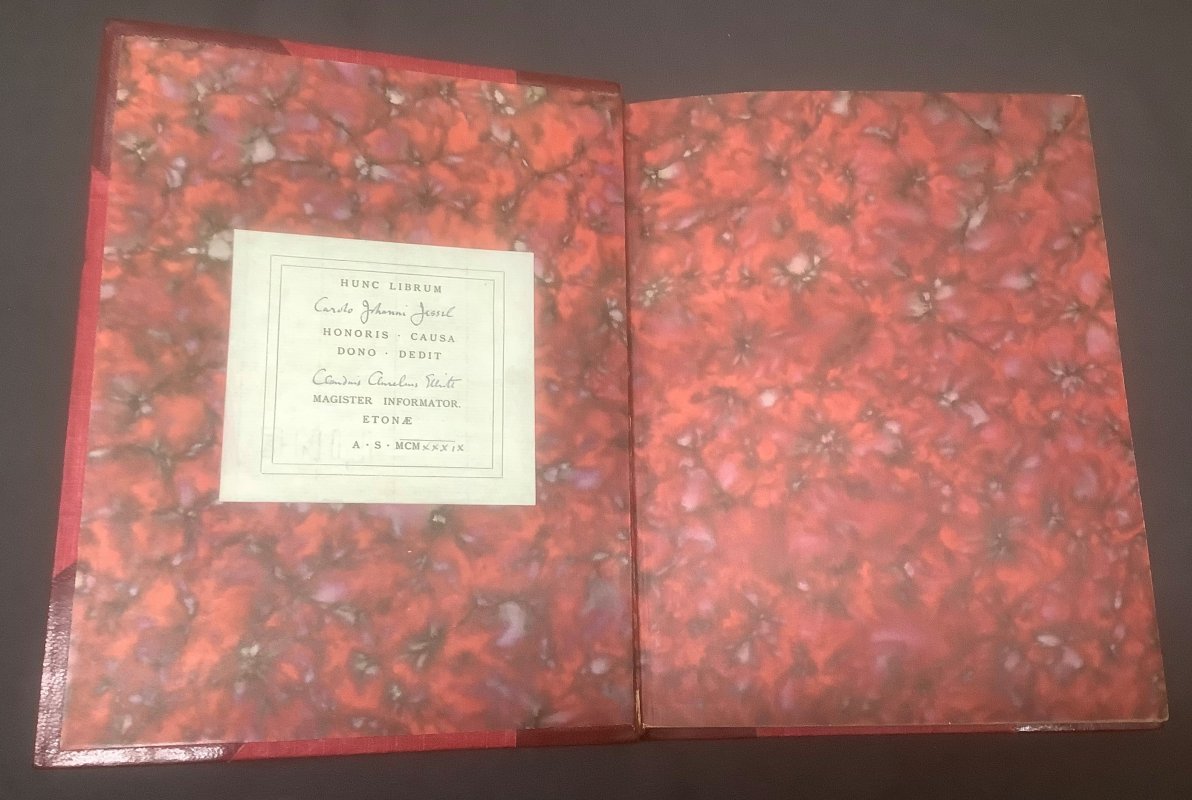 HUNC LIBRUM
Carolo Johanni Jessel
HONORIS · CAUSA
DONO · DEDIT
Claudius Aurelius Elliott
MAGISTER INFORMATOR.
ETONÆ
A · S · MCMxxxix